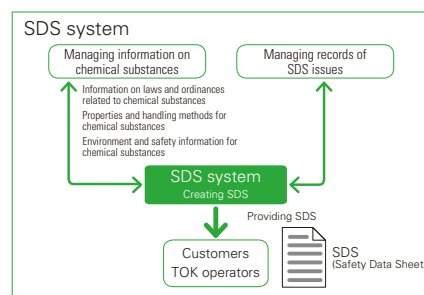 SDS system
Managing information on
chemical substances
Managing records of
SDS issues
Information on laws and ordinances
related to chemical substances
Properties and handling methods for
chemical substances
Environment and safety information for
chemical substances
SDS system
Creating SDS
Providing SDS
Customers
TOK operators
SDS
(Safety Data Sheet)